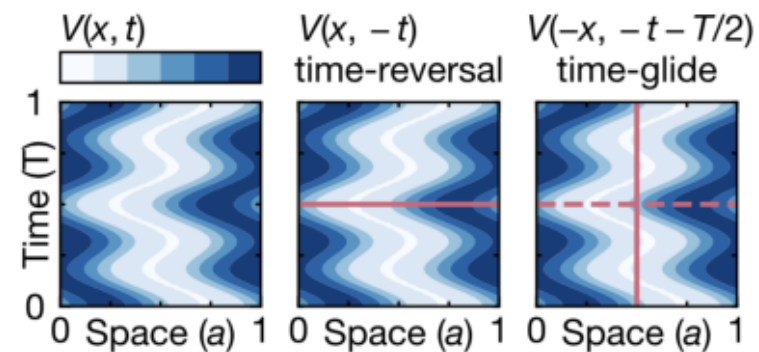 V(x, t)
V(x, – t)
time-reversal
V(–x, – t – T/2)
time-glide
1
0
Time (T)
0 Space (a) 1
0 Space (a) 1
0 Space (a) 1